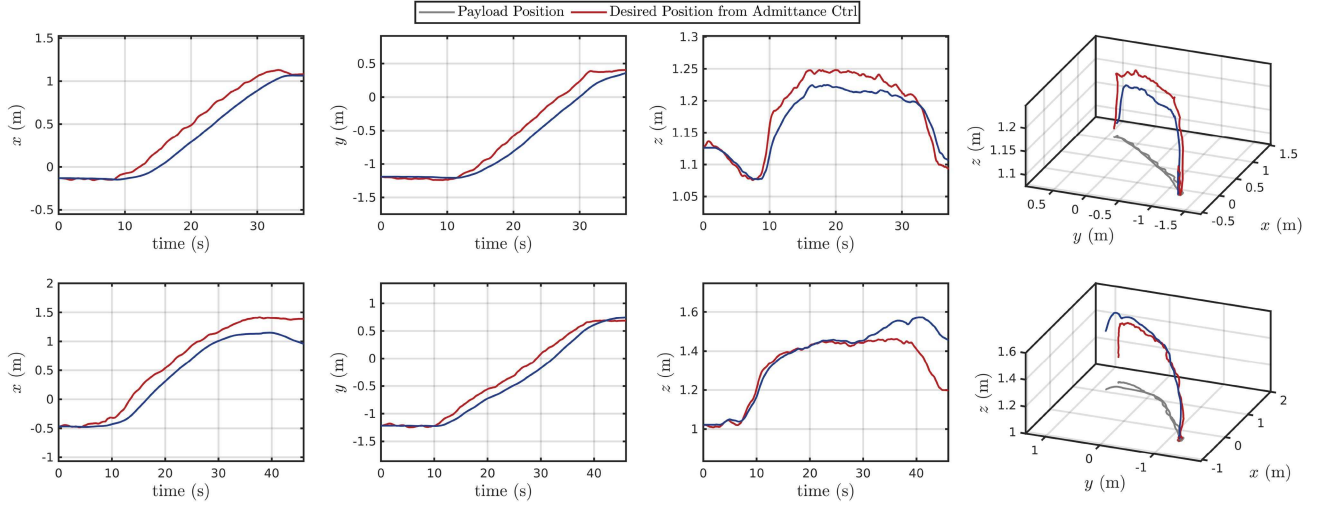 Payload Position Desired Position from Admittance Ctrl
1.5
1
0.5
0
-0.5
x (m)
0 10 20 30
time (s)
0.5
0
-0.5
-1
-1.5
y (m)
0 10 20 30
time (s)
1.3
1.25
1.2
1.15
1.1
1.05
z (m)
0 10 20 30
time (s)
1.2
1.15
1.1
z (m)
0.5 0 -0.5 -1 -1.5
y (m)
-0.5 0 0.5 1 1.5
x (m)
2
1.5
1
0.5
0
-0.5
-1
x (m)
0 10 20 30 40
time (s)
1
0.5
0
-0.5
-1
-1.5
y (m)
0 10 20 30 40
time (s)
1.6
1.4
1.2
1
z (m)
0 10 20 30 40
time (s)
1.6
1.4
1.2
1
z (m)
1 0 -1
y (m)
-1 0 1 2
x (m)